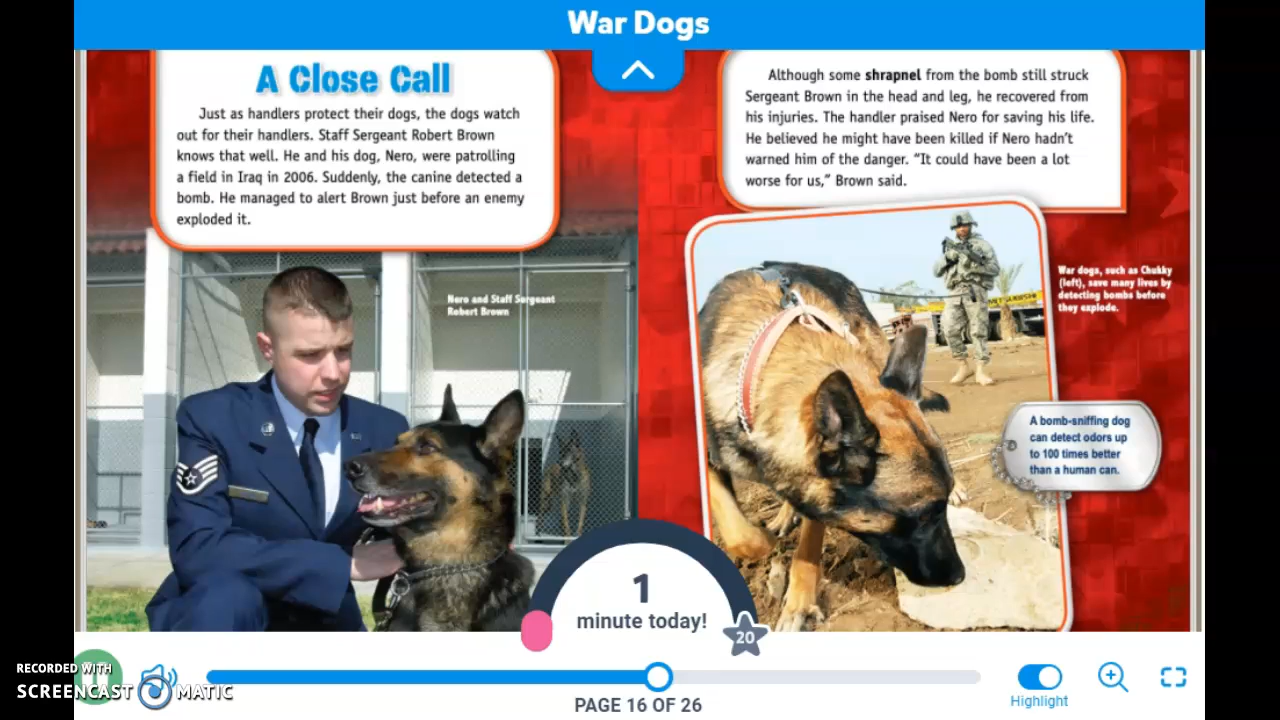 War Dogs
A Close Call
Just as handlers protect their dogs, the dogs watch
out for their handlers. Staff Sergeant Robert Brown
knows that well. He and his dog, Nero, were patrolling
a field in Iraq in 2006. Suddenly, the canine detected a
bomb. He managed to alert Brown just before an enemy
exploded it.
Nero and Staff Sergeant
Robert Brown
Although some shrapnel from the bomb still struck
Sergeant Brown in the head and leg, he recovered from
his injuries. The handler praised Nero for saving his life.
He believed he might have been killed if Nero hadn’t
warned him of the danger. “It could have been a lot
worse for us,” Brown said.
War dogs, such as Chukky
(left), save many lives by
detecting bombs before
they explode.
A bomb-sniffing dog
can detect odors up
to 100 times better
than a human can.
1
minute today!
20
RECORDED WITH
SCREENCAST MATIC
PAGE 16 OF 26
Highlight